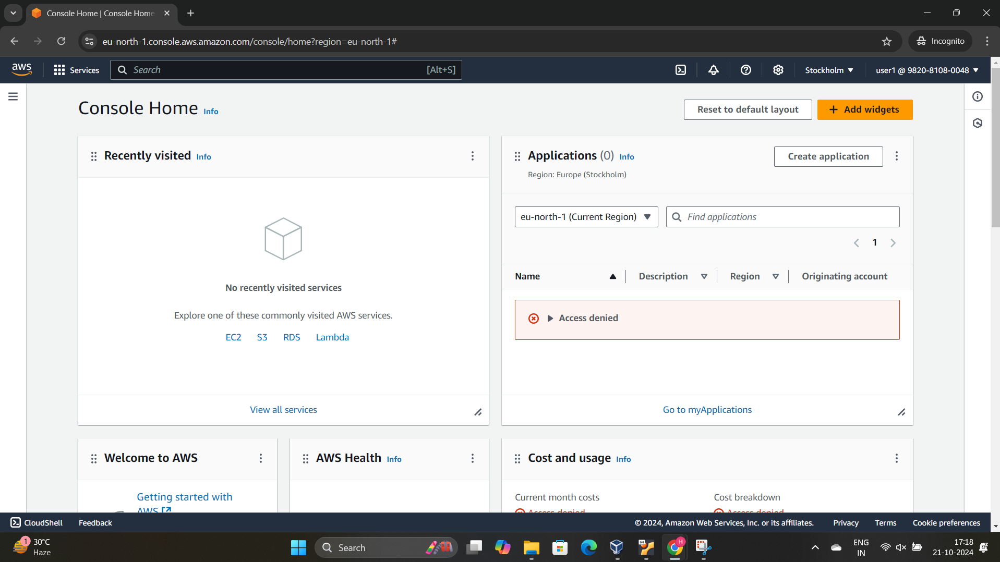 Console Home | Console Home
eu-north-1.console.aws.amazon.com/console/home?region=eu-north-1#
Incognito
aws
Services
Search
[Alt+S]
Stockholm
user1 @ 9820-8108-0048
Console Home
Info
Reset to default layout
Add widgets
Recently visited
Info
No recently visited services
Explore one of these commonly visited AWS services.
EC2 S3 RDS Lambda
View all services
Applications (0)
Info
Create application
Region: Europe (Stockholm)
eu-north-1 (Current Region)
Find applications
1
Name
Description
Region
Originating account
Access denied
Go to myApplications
Welcome to AWS
Getting started with
AWS
AWS Health
Info
Cost and usage
Info
Current month costs
Access denied
Cost breakdown
Access denied
CloudShell
Feedback
© 2024, Amazon Web Services, Inc. or its affiliates.
Privacy
Terms
Cookie preferences
1
30°C
Haze
Search
64
H
ENG
IN
17:18
21-10-2024